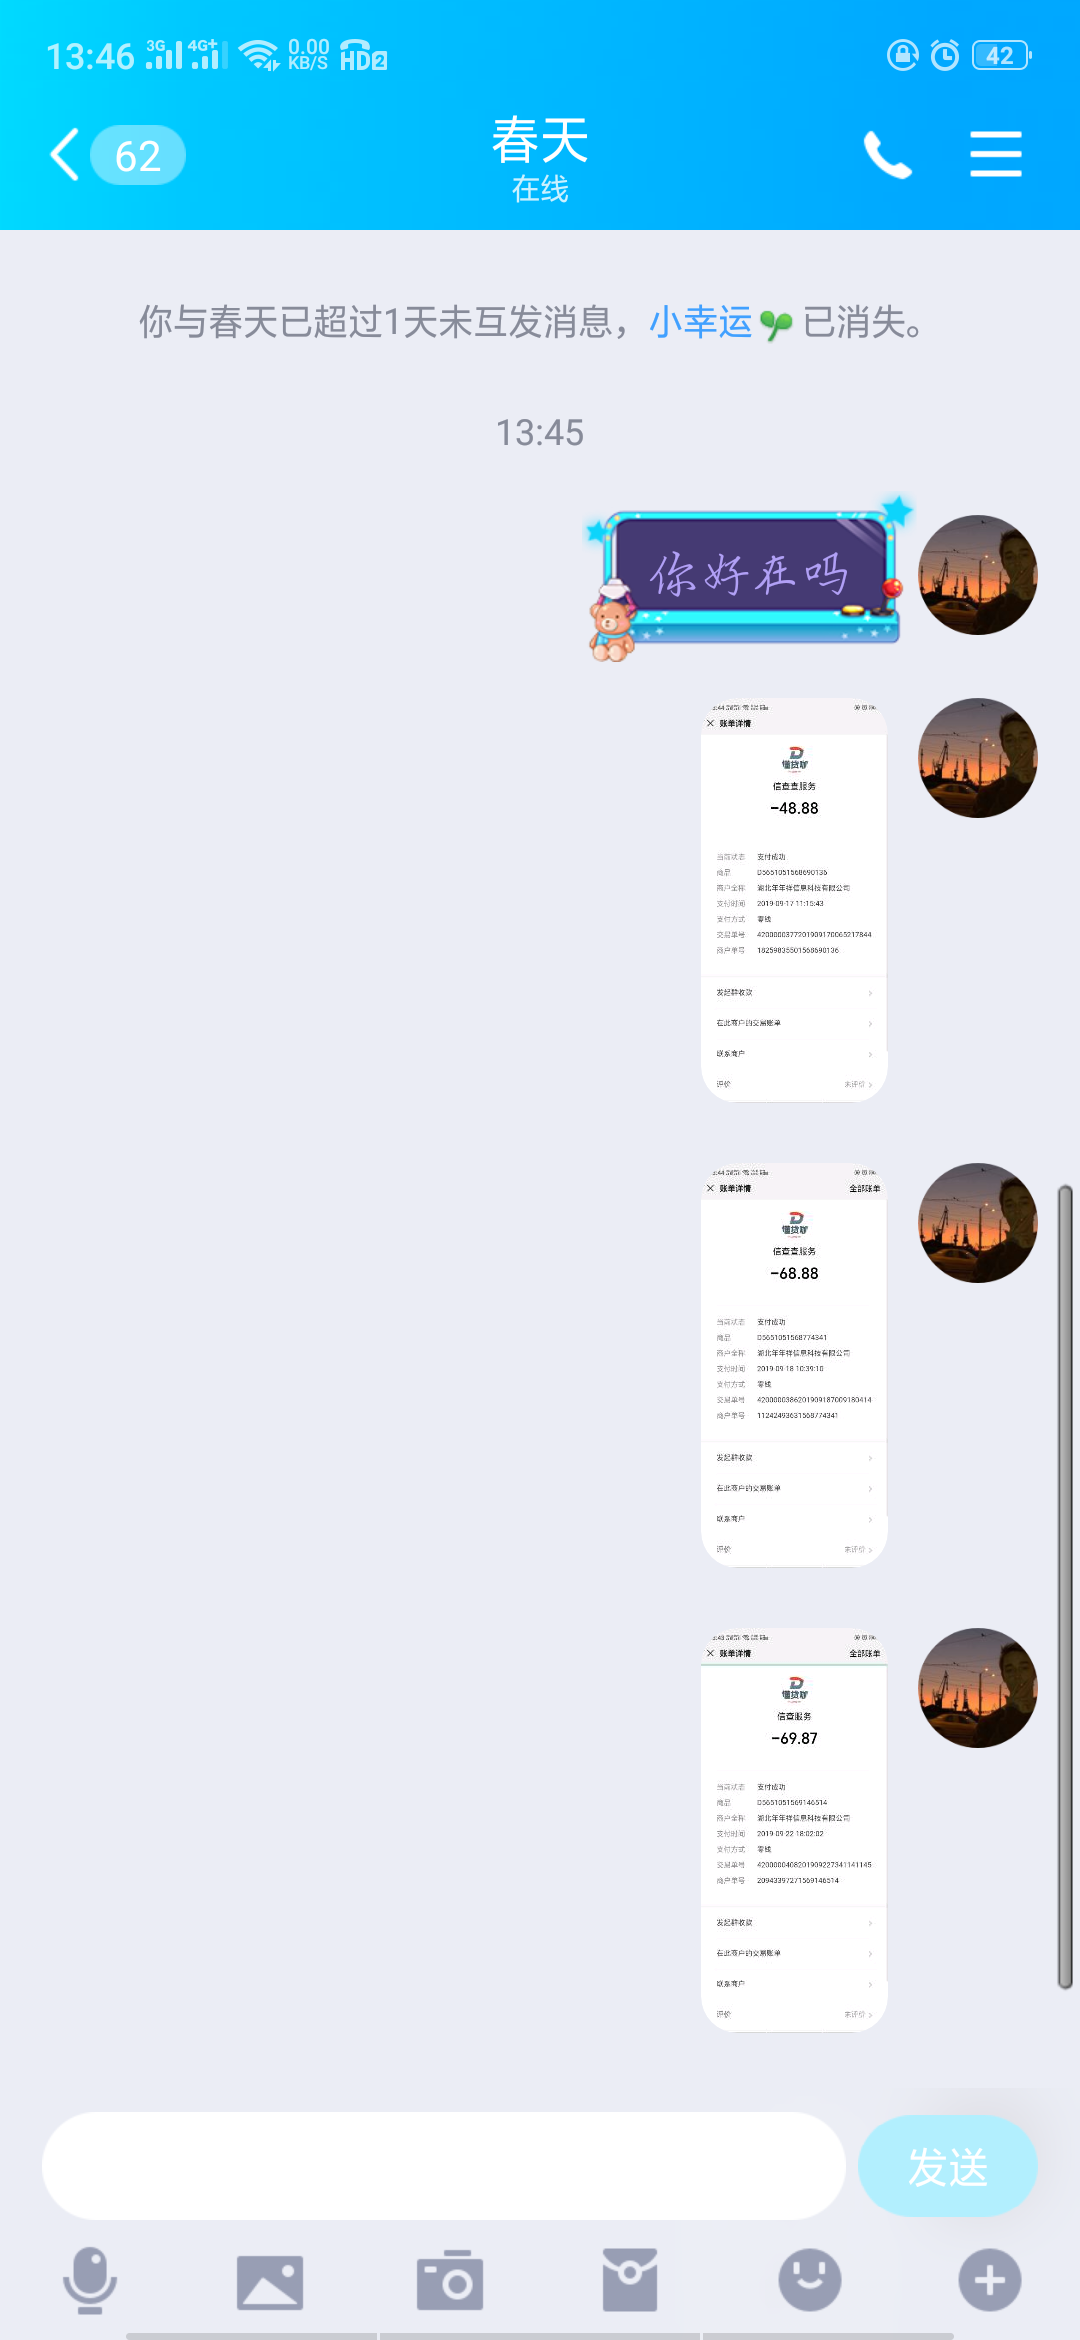 13:46 3G 4G+ 0.00 KB/S HD2 42
62
春天
在线
你与春天已超过1天未互发消息，小幸运 已消失。
13:45
你好在吗
账单详情
懂贷啦
信查查服务
-48.88
当前状态 支付成功
商品 D5651051568690136
商户全称 湖北年年祥信息科技有限公司
支付时间 2019-09-17 11:15:43
支付方式 零钱
交易单号 4200000377201909170065217844
商户单号 18259835501568690136
发起群收款
在此商户的交易账单
联系商户
评价 未评价
账单详情 全部账单
懂贷啦
信查查服务
-68.88
当前状态 支付成功
商品 D5651051568774341
商户全称 湖北年年祥信息科技有限公司
支付时间 2019-09-18 10:39:10
支付方式 零钱
交易单号 4200000386201909187009180414
商户单号 11242493631568774341
发起群收款
在此商户的交易账单
联系商户
评价 未评价
账单详情 全部账单
懂贷啦
信查服务
-69.87
当前状态 支付成功
商品 D5651051569146514
商户全称 湖北年年祥信息科技有限公司
支付时间 2019-09-22 18:02:02
支付方式 零钱
交易单号 4200000408201909227341141145
商户单号 20943397271569146514
发起群收款
在此商户的交易账单
联系商户
评价 未评价
发送